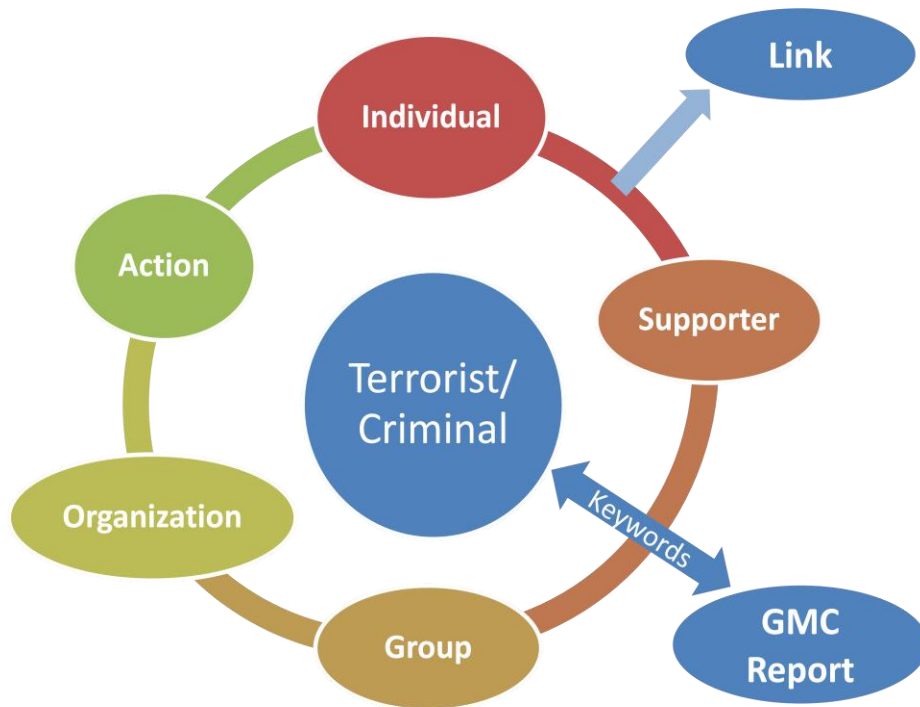 Link
Individual
Action
Supporter
Terrorist/
Criminal
Keywords
Organization
Group
GMC
Report